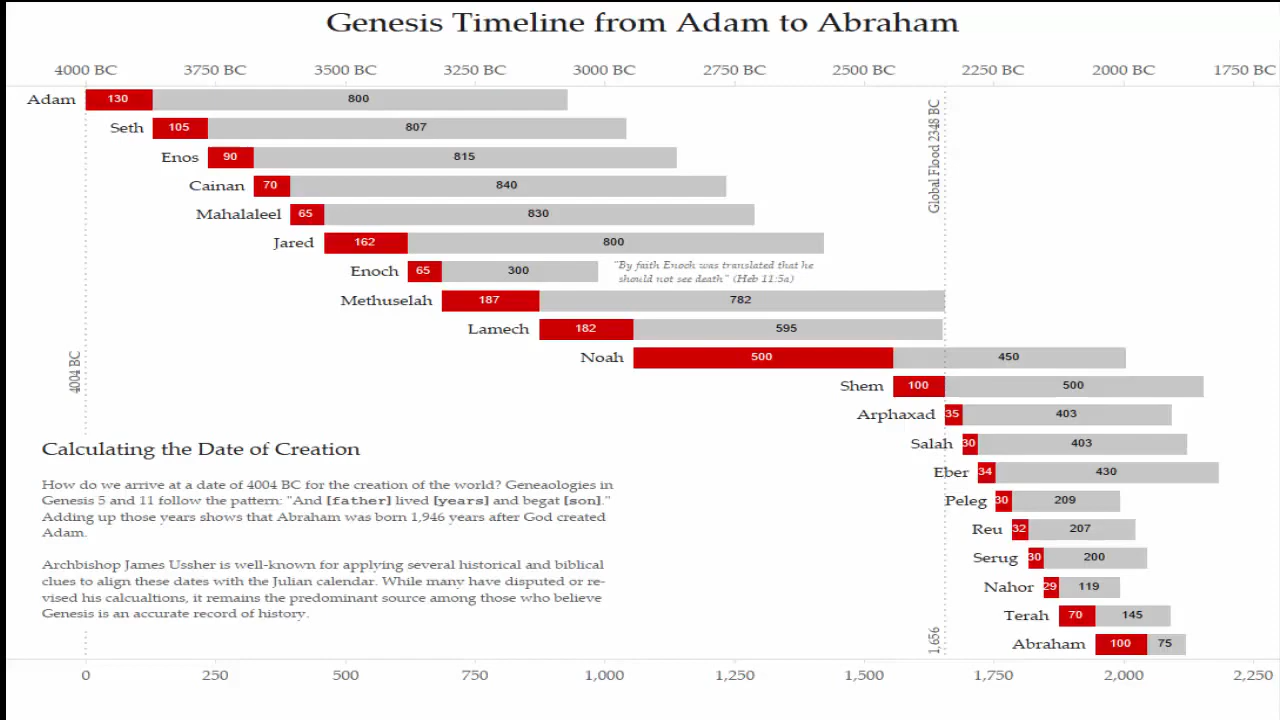 Genesis Timeline from Adam to Abraham
4000 BC 3750 BC 3500 BC 3250 BC 3000 BC 2750 BC 2500 BC 2250 BC 2000 BC 1750 BC
Adam 130 800
Seth 105 807
Enos 90 815
Cainan 70 840
Mahalaleel 65 830
Jared 162 800
Enoch 65 300
"By faith Enoch was translated that he
should not see death" (Heb 11:5a)
Methuselah 187 782
Lamech 182 595
Noah 500 450
Shem 100 500
Arphaxad 35 403
Salah 30 403
Eber 34 430
Peleg 30 209
Reu 32 207
Serug 30 200
Nahor 29 119
Terah 70 145
Abraham 100 75
Global Flood 2348 BC
4004 BC
1,656
Calculating the Date of Creation
How do we arrive at a date of 4004 BC for the creation of the world? Geneaologies in
Genesis 5 and 11 follow the pattern: "And [father] lived [years] and begat [son]."
Adding up those years shows that Abraham was born 1,946 years after God created
Adam.
Archbishop James Ussher is well-known for applying several historical and biblical
clues to align these dates with the Julian calendar. While many have disputed or re-
vised his calcualtions, it remains the predominant source among those who believe
Genesis is an accurate record of history.
0 250 500 750 1,000 1,250 1,500 1,750 2,000 2,250